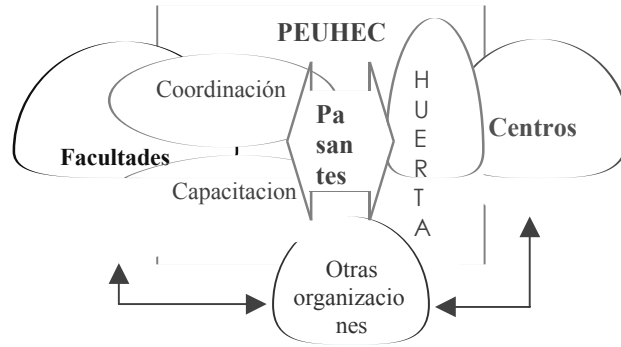 PEUHEC
Coordinación
Facultades
Capacitacion
Pa
san
tes
H
U
E
R
T
A
Centros
Otras
organizacio
nes